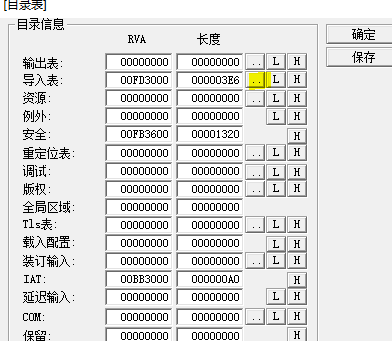 [目录表]
目录信息
RVA 长度
确定
保存
输出表: 00000000 00000000 .. L H
导入表: 00FD3000 000003E6 .. L H
资源: 00000000 00000000 .. L H
例外: 00000000 00000000 L H
安全: 00FB3600 00001320 H
重定位表: 00000000 00000000 .. L H
调试: 00000000 00000000 .. L H
版权: 00000000 00000000 .. L H
全局区域: 00000000 00000000
Tls表: 00000000 00000000 .. L H
载入配置: 00000000 00000000 L H
装订输入: 00000000 00000000 .. L H
IAT: 00BB3000 000000A0 H
延迟输入: 00000000 00000000 L H
COM: 00000000 00000000 .. L H
保留: 00000000 00000000 H